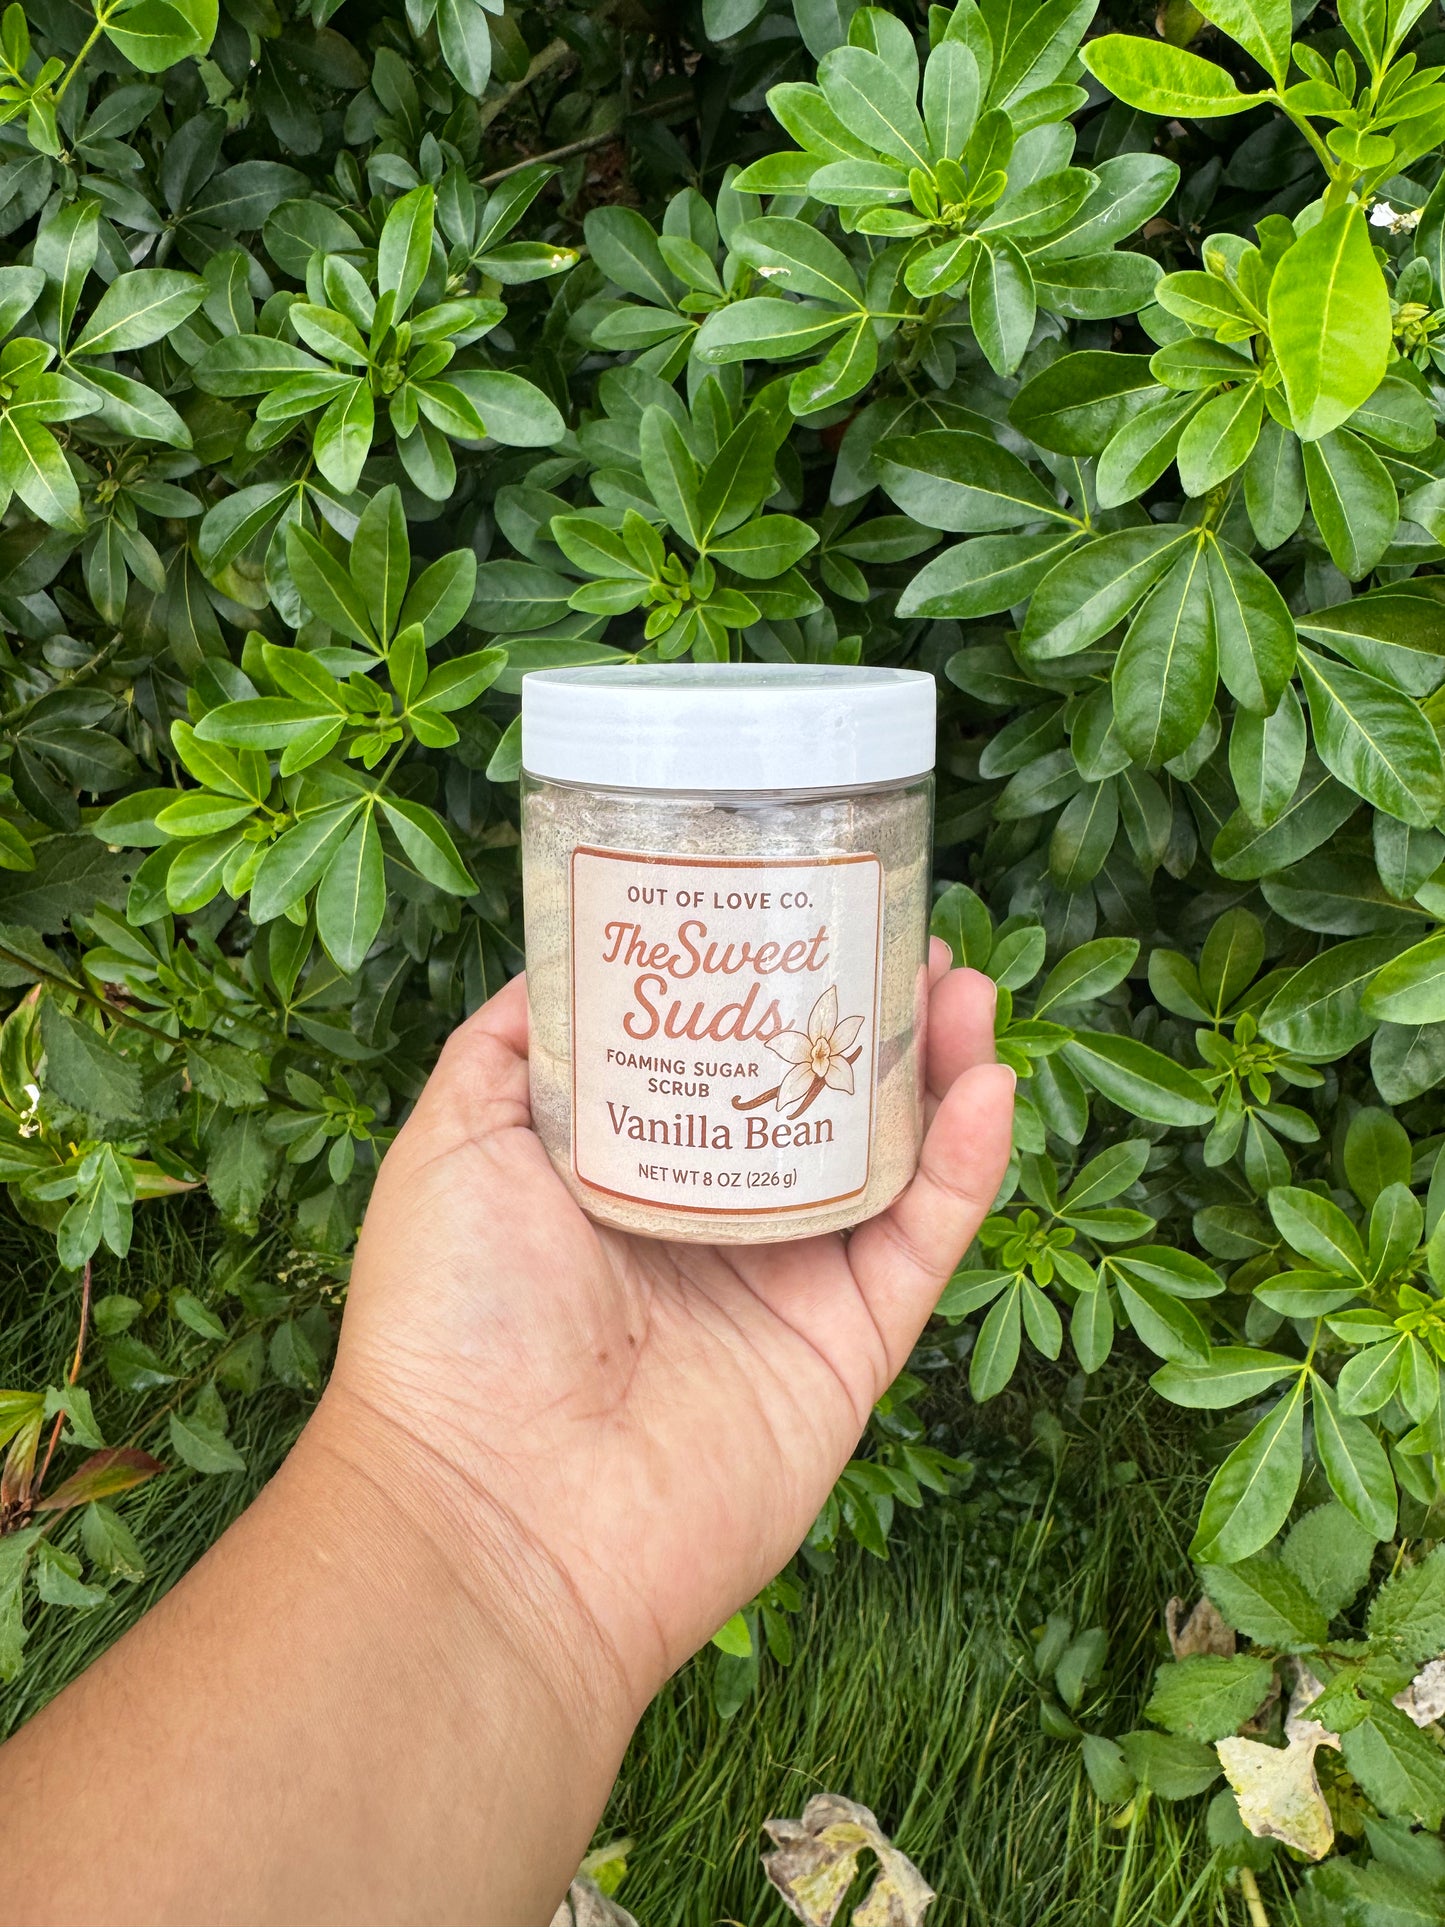 OUT OF LOVE CO.
The Sweet
Suds
FOAMING SUGAR
SCRUB
Vanilla Bean
NET WT 8 OZ (226 g)